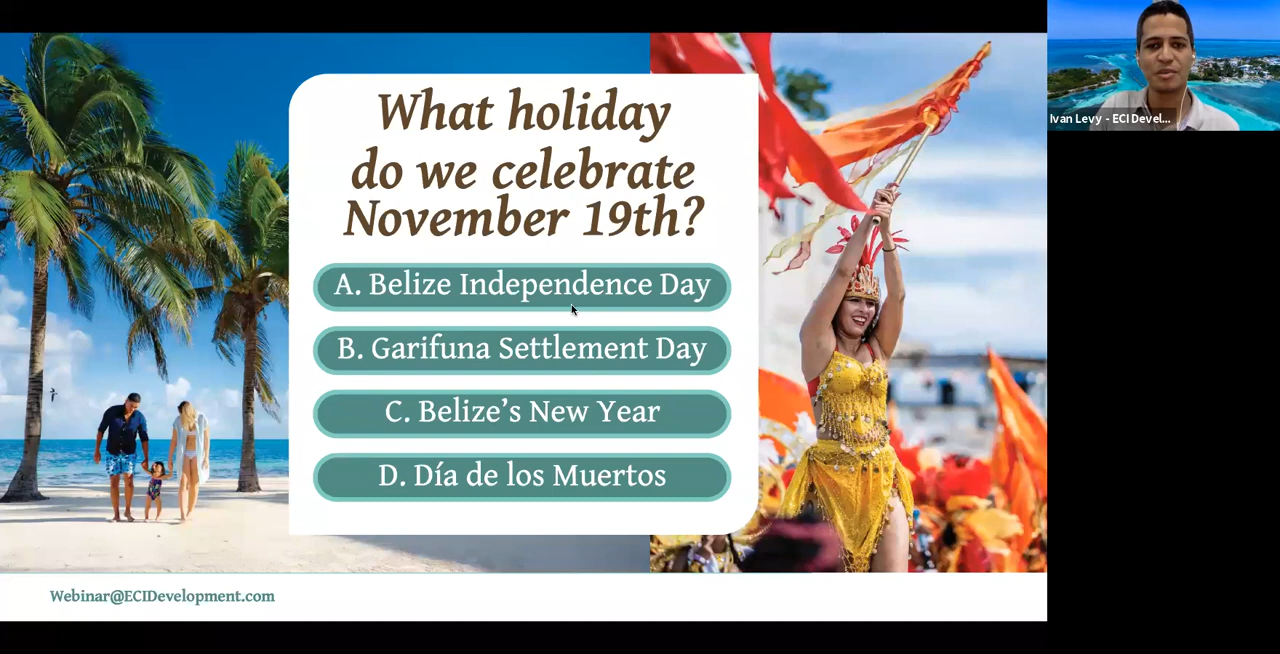 What holiday
do we celebrate
November 19th?
A. Belize Independence Day
B. Garifuna Settlement Day
C. Belize’s New Year
D. Día de los Muertos
Webinar@ECIDevelopment.com
Ivan Levy - ECI Devel...